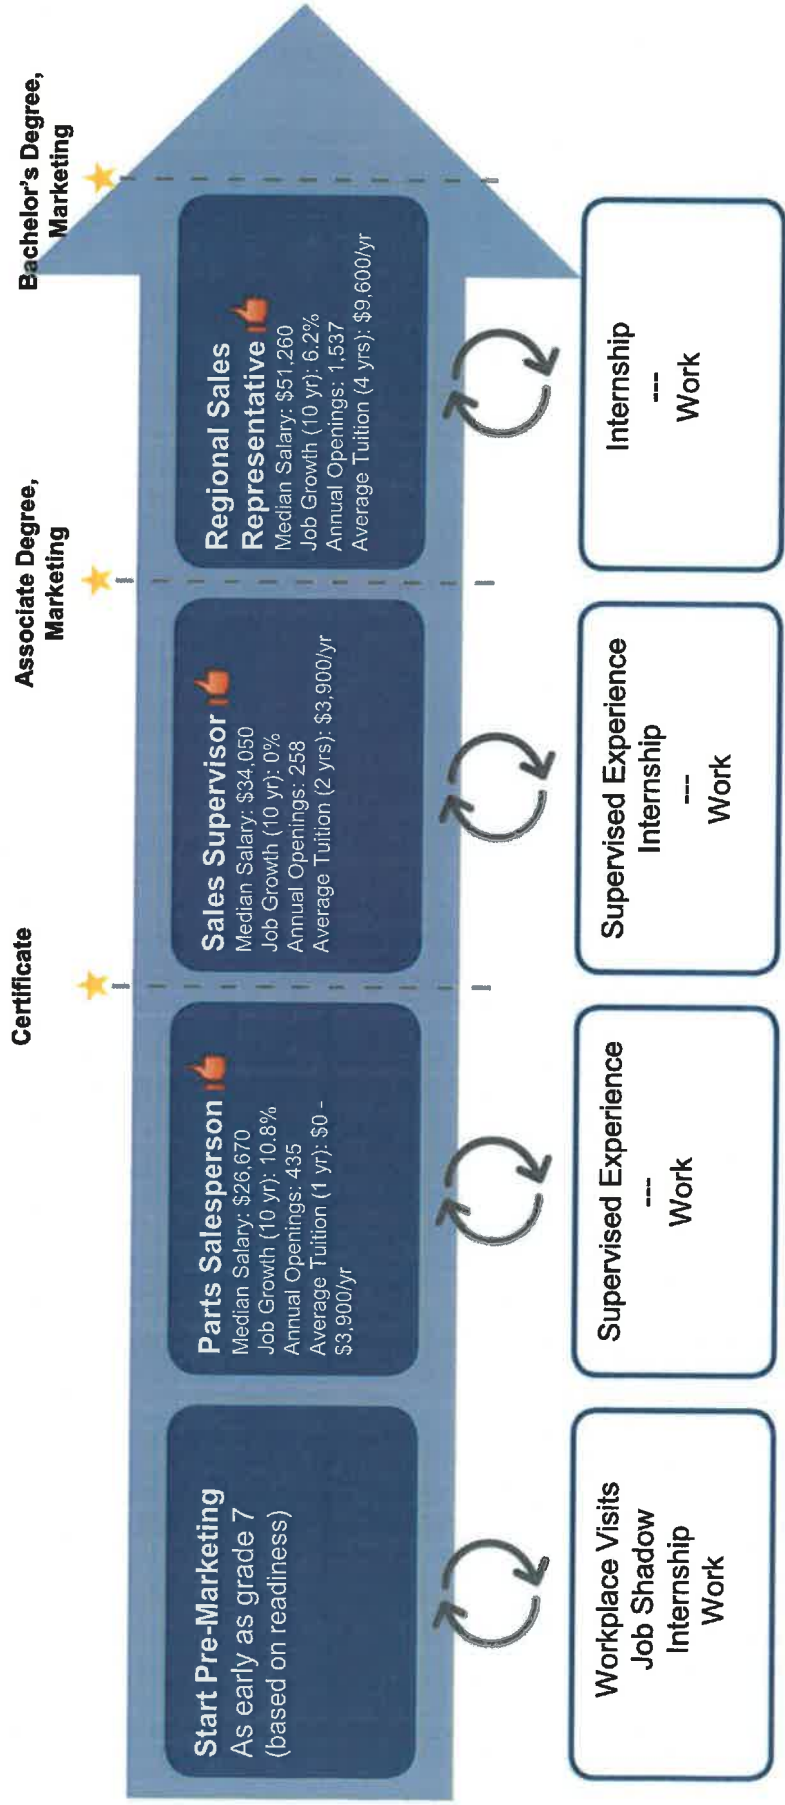 Certificate
Associate Degree,
Marketing
Bachelor's Degree,
Marketing
Start Pre-Marketing
As early as grade 7
(based on readiness)
Parts Salesperson
Median Salary: $26,670
Job Growth (10 yr): 10.8%
Annual Openings: 435
Average Tuition (1 yr): $0 -
$3,900/yr
Sales Supervisor
Median Salary: $34,050
Job Growth (10 yr): 0%
Annual Openings: 258
Average Tuition (2 yrs): $3,900/yr
Regional Sales
Representative
Median Salary: $51,260
Job Growth (10 yr): 6.2%
Annual Openings: 1,537
Average Tuition (4 yrs): $9,600/yr
Workplace Visits
Job Shadow
Internship
Work
Supervised Experience
---
Work
Supervised Experience
Internship
---
Work
Internship
---
Work